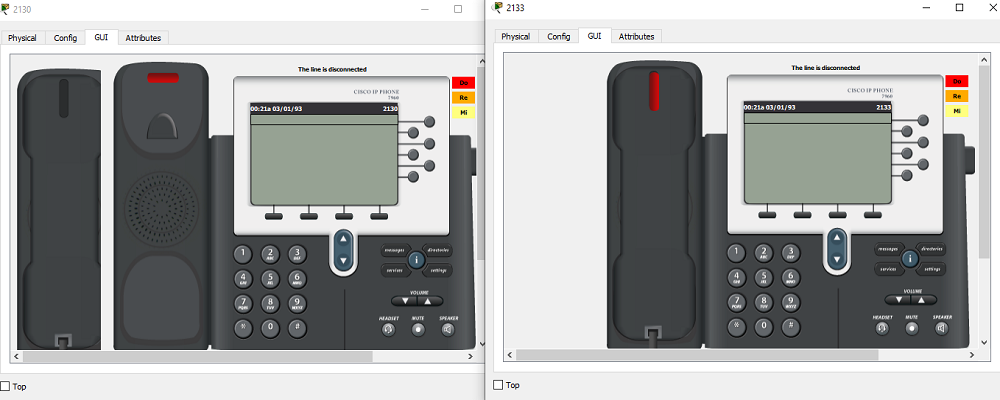 2130
Physical Config GUI Attributes
The line is disconnected
Do
Re
Mi
CISCO IP PHONE
7960
00:21a 03/01/93 2130
1 2 ABC 3 DEF
4 GHI 5 JKL 6 MNO
7 PQRS 8 TUV 9 WXYZ
* 0 #
messages directories
i
services settings
VOLUME
HEADSET MUTE SPEAKER
Top
2133
Physical Config GUI Attributes
The line is disconnected
Do
Re
Mi
CISCO IP PHONE
7960
00:21a 03/01/93 2133
1 2 ABC 3 DEF
4 GHI 5 JKL 6 MNO
7 PQRS 8 TUV 9 WXYZ
* 0 #
messages directories
i
services settings
VOLUME
HEADSET MUTE SPEAKER
Top